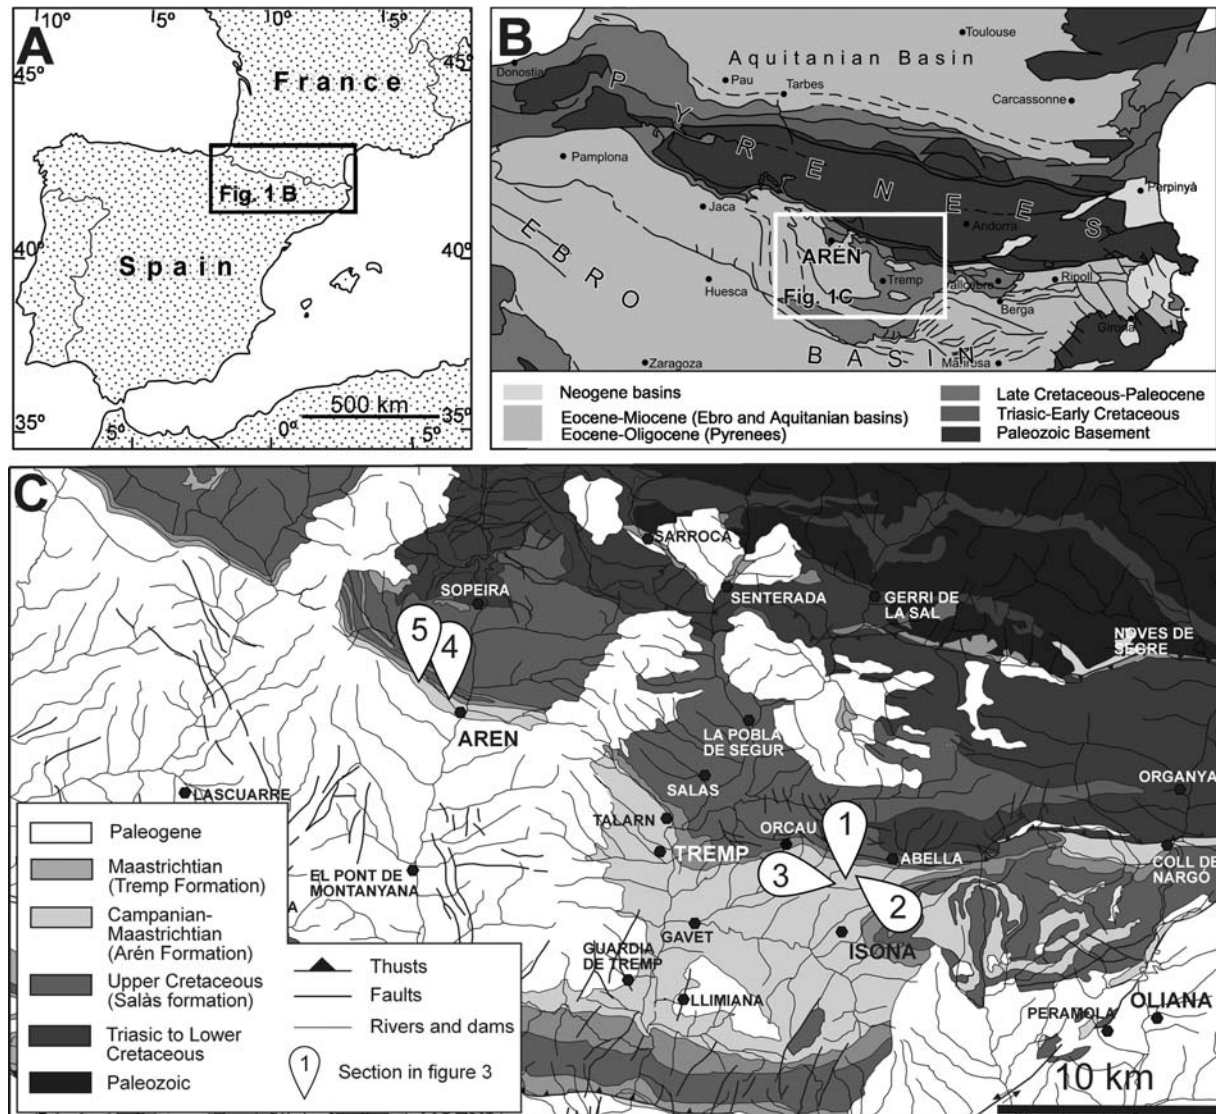 A
10°
5°
0°
5°
45°
45°
France
Fig. 1 B
40°
40°
Spain
500 km
35°
35°
5°
0°
5°
B
Toulouse
Aquitanian Basin
Donostia
Pau
Tarbes
Carcassonne
PYRENEES
Pamplona
Perpinyà
Jaca
Andorra
ARÉN
EBRO
Huesca
Fig. 1C
Tremp
Ripoll
Berga
Girona
BASIN
Zaragoza
Neogene basins
Eocene-Miocene (Ebro and Aquitanian basins)
Eocene-Oligocene (Pyrenees)
Late Cretaceous-Paleocene
Triasic-Early Cretaceous
Paleozoic Basement
C
SARROCA
SOPEIRA
SENTERADA
GERRI DE
LA SAL
NOVES DE
SEGRE
5
4
AREN
LA POBLA
DE SEGUR
LASCUARRE
SALAS
ORGANYA
TALARN
ORCAU
1
TREMP
ABELLA
COLL DE
NARGÓ
EL PONT DE
MONTANYANA
3
2
GAVET
ISONA
GUARDIA
DE TREMP
LLIMIANA
PERAMOLA
OLIANA
10 km
Paleogene
Maastrichtian
(Tremp Formation)
Campanian-
Maastrichtian
(Arén Formation)
Upper Cretaceous
(Salàs formation)
Triasic to Lower
Cretaceous
Paleozoic
Thusts
Faults
Rivers and dams
1
Section in figure 3